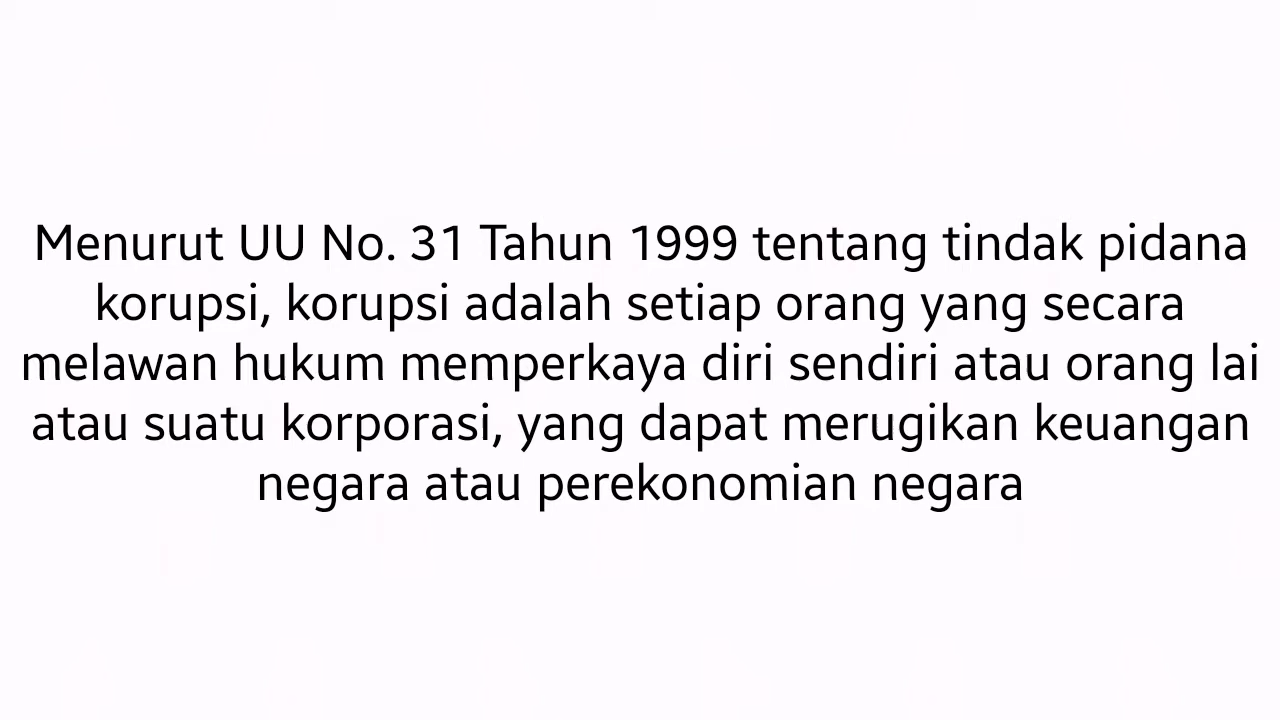 Menurut UU No. 31 Tahun 1999 tentang tindak pidana
korupsi, korupsi adalah setiap orang yang secara
melawan hukum memperkaya diri sendiri atau orang lai
atau suatu korporasi, yang dapat merugikan keuangan
negara atau perekonomian negara